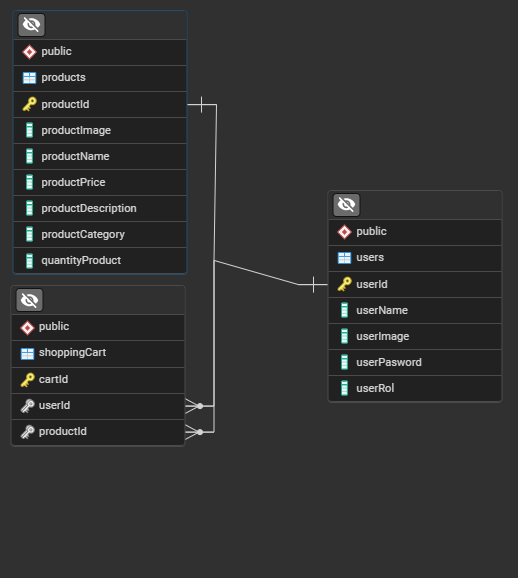 public
products
productId
productImage
productName
productPrice
productDescription
productCategory
quantityProduct
public
shoppingCart
cartId
userId
productId
public
users
userId
userName
userImage
userPasword
userRol